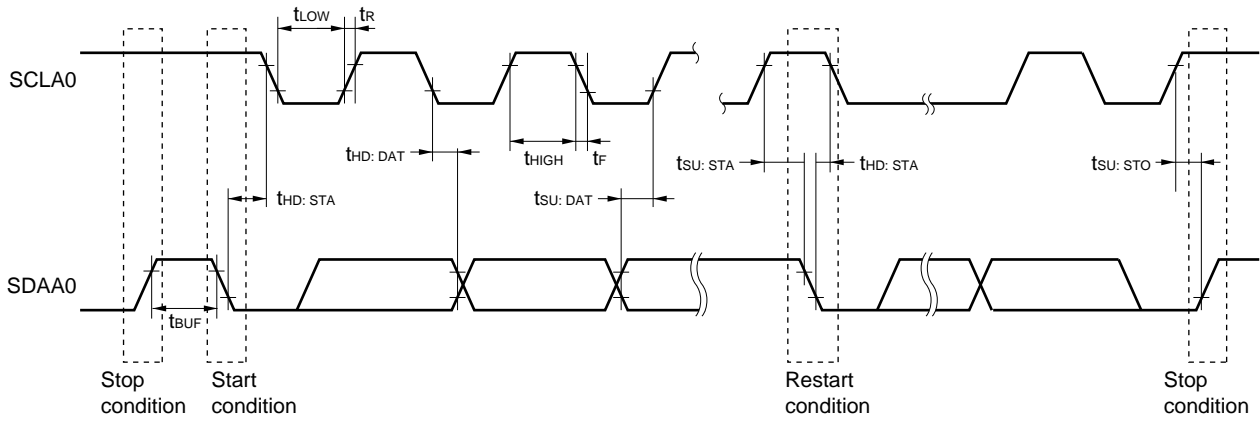 tLOW
tR
SCLA0
tHD: DAT
tHIGH
tF
tSU: STA
tHD: STA
tSU: STO
tHD: STA
tSU: DAT
SDAA0
tBUF
Stop
condition
Start
condition
Restart
condition
Stop
condition